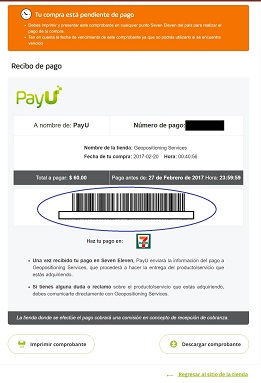 Tu compra está pendiente de pago
Debes imprimir y presentar este comprobante en cualquier punto Seven Eleven del país para realizar el
pago de tu compra.
Ten en cuenta la fecha de vencimiento de este comprobante ya que no podrás utilizarlo si se encuentra
vencido.
Recibo de pago
PayU
A nombre de: PayU
Número de pago:
Nombre de la tienda: Geopositioning Services
Fecha de tu compra: 2017-02-20 Hora: 00:40:56
Total a pagar: $ 60.00
Paga antes de: 27 de Febrero de 2017 Hora: 23:59:59
Haz tu pago en:
Una vez recibido tu pago en Seven Eleven, PayU enviará la información del pago a
Geopositioning Services, que procederá a hacer la entrega del producto/servicio que
estás adquiriendo.
Si tienes alguna duda o reclamo sobre el producto/servicio que estás adquiriendo,
debes comunicarte directamente con Geopositioning Services.
La tienda donde se efectúe el pago cobrará una comisión en concepto de recepción de cobranza.
Imprimir comprobante
Descargar comprobante
Regresar al sitio de la tienda